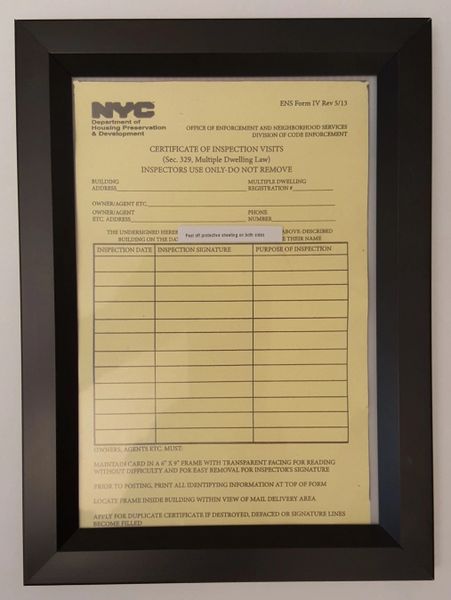 NYC
Department of
Housing Preservation
& Development
ENS Form IV Rev 5/13
OFFICE OF ENFORCEMENT AND NEIGHBORHOOD SERVICES
DIVISION OF CODE ENFORCEMENT
CERTIFICATE OF INSPECTION VISITS
(Sec. 329, Multiple Dwelling Law)
INSPECTORS USE ONLY-DO NOT REMOVE
BUILDING MULTIPLE DWELLING
ADDRESS REGISTRATION #
OWNER/AGENT ETC.
OWNER/AGENT PHONE
ETC. ADDRESS NUMBER
THE UNDERSIGNED ABOVE-DESCRIBED
Peel off protective sheeting on both sides
BUILDING ON THE THEIR NAME
INSPECTION DATE INSPECTION SIGNATURE PURPOSE OF INSPECTION
OWNERS, AGENTS ETC. MUST:
MAINTAIN CARD IN A 6" X 9" FRAME WITH TRANSPARENT FACING FOR READING
WITHOUT DIFFICULTY AND FOR EASY REMOVAL FOR INSPECTOR'S SIGNATURE
PRIOR TO POSTING, PRINT ALL IDENTIFYING INFORMATION AT TOP OF FORM
LOCATE FRAME INSIDE BUILDING WITHIN VIEW OF MAIL DELIVERY AREA
APPLY FOR DUPLICATE CERTIFICATE IF DESTROYED, DEFACED OR SIGNATURE LINES
BECOME FILLED